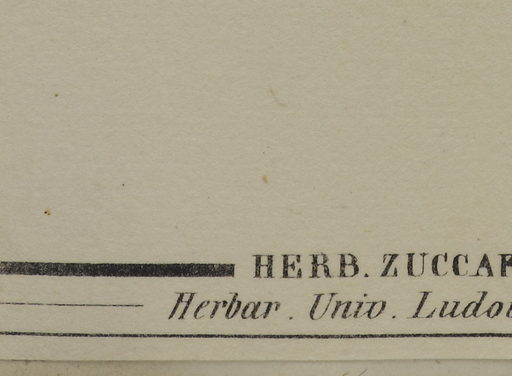 HERB. ZUCCA
Herbar. Univ. Ludo